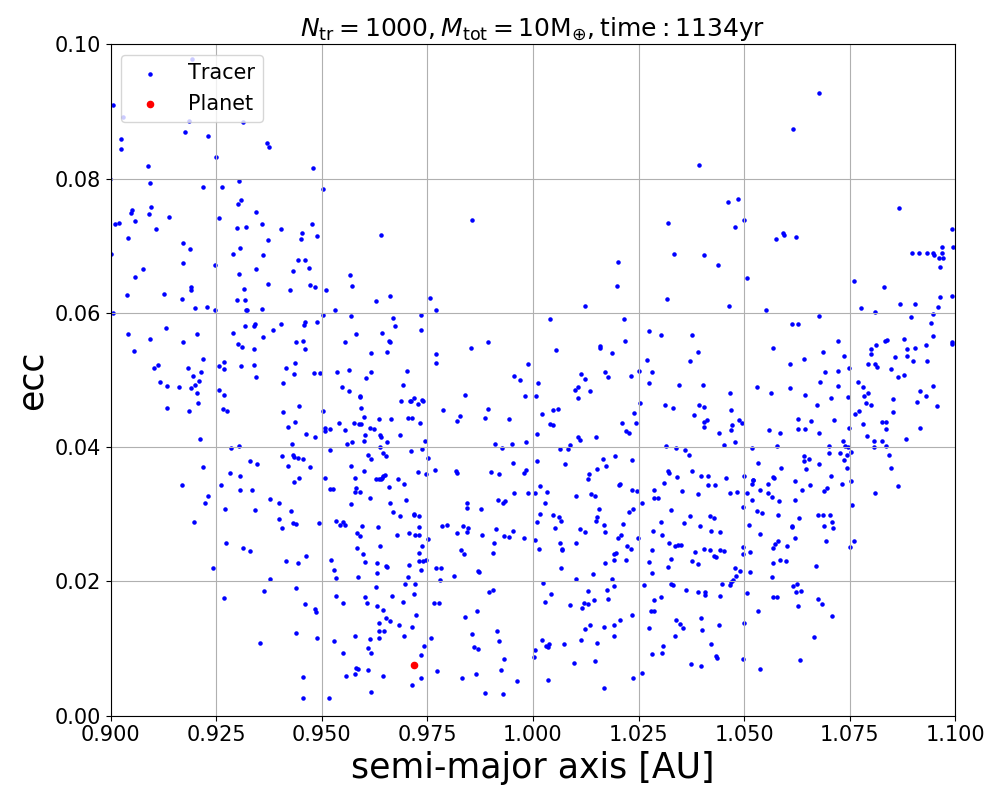 N_tr = 1000, M_tot = 10M_⊕, time : 1134yr
Tracer
Planet
ecc
0.10
0.08
0.06
0.04
0.02
0.00
0.900 0.925 0.950 0.975 1.000 1.025 1.050 1.075 1.100
semi-major axis [AU]